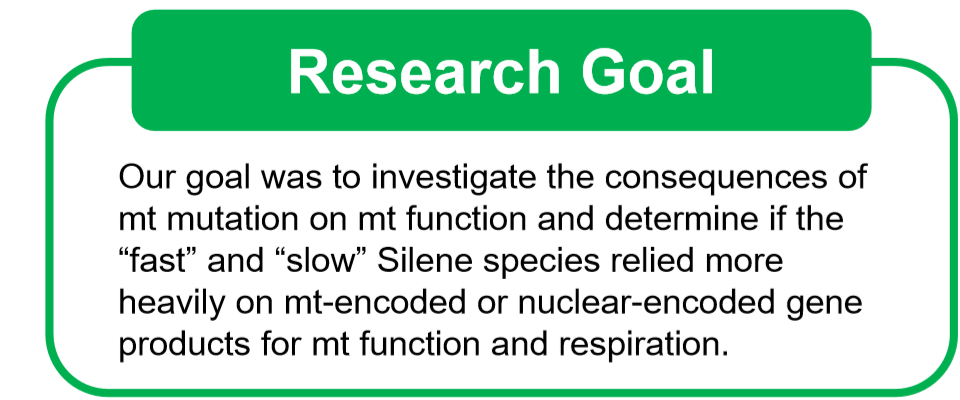 Research Goal
Our goal was to investigate the consequences of
mt mutation on mt function and determine if the
“fast” and “slow” Silene species relied more
heavily on mt-encoded or nuclear-encoded gene
products for mt function and respiration.